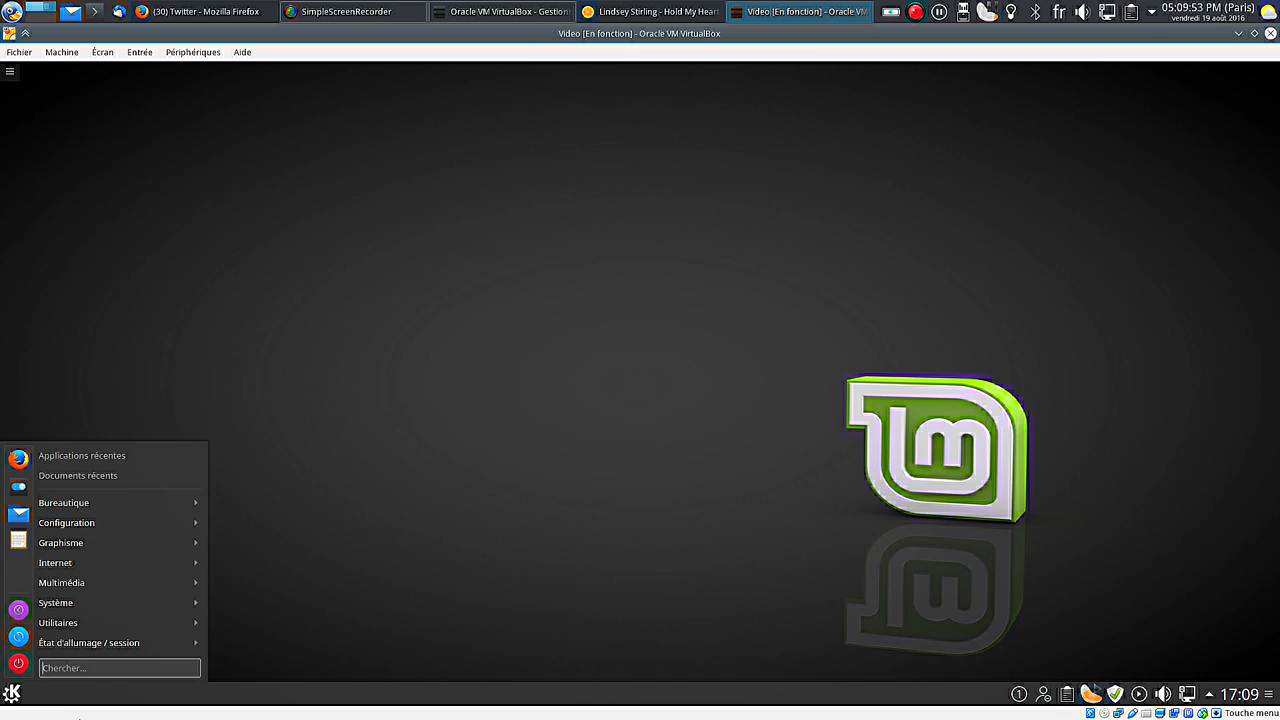 (30) Twitter - Mozilla Firefox
SimpleScreenRecorder
Oracle VM VirtualBox - Gestion
Lindsey Stirling - Hold My Hear
Video [En fonction] - Oracle VM
fr
05:09:53 PM (Paris)
vendredi 19 août 2016
Video [En fonction] - Oracle VM VirtualBox
Fichier Machine Écran Entrée Périphériques Aide
lm
Applications récentes
Documents récents
Bureautique
Configuration
Graphisme
Internet
Multimédia
Système
Utilitaires
État d'allumage / session
Chercher...
K
1
17:09
Touche menu